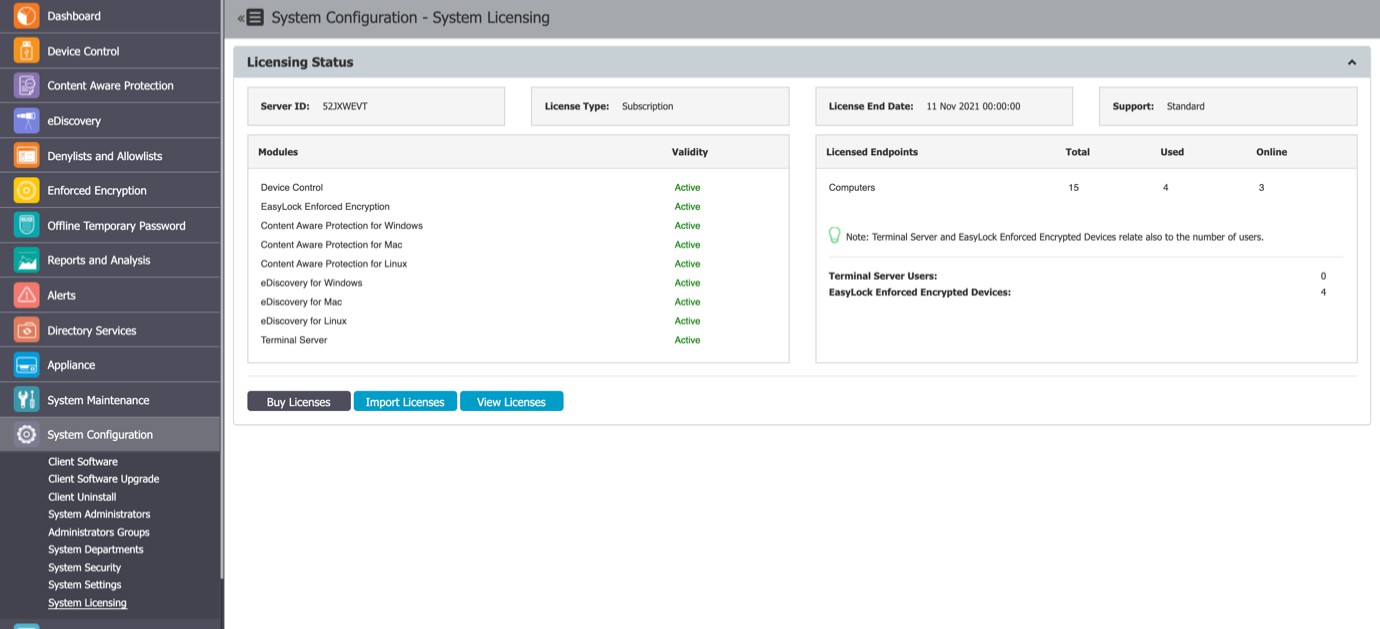 Dashboard
Device Control
Content Aware Protection
eDiscovery
Denylists and Allowlists
Enforced Encryption
Offline Temporary Password
Reports and Analysis
Alerts
Directory Services
Appliance
System Maintenance
System Configuration
Client Software
Client Software Upgrade
Client Uninstall
System Administrators
Administrators Groups
System Departments
System Security
System Settings
System Licensing
System Configuration - System Licensing
Licensing Status
Server ID: 52JXWEVT
License Type: Subscription
License End Date: 11 Nov 2021 00:00:00
Support: Standard
Modules Validity
Device Control Active
EasyLock Enforced Encryption Active
Content Aware Protection for Windows Active
Content Aware Protection for Mac Active
Content Aware Protection for Linux Active
eDiscovery for Windows Active
eDiscovery for Mac Active
eDiscovery for Linux Active
Terminal Server Active
Licensed Endpoints Total Used Online
Computers 15 4 3
Note: Terminal Server and EasyLock Enforced Encrypted Devices relate also to the number of users.
Terminal Server Users: 0
EasyLock Enforced Encrypted Devices: 4
Buy Licenses Import Licenses View Licenses